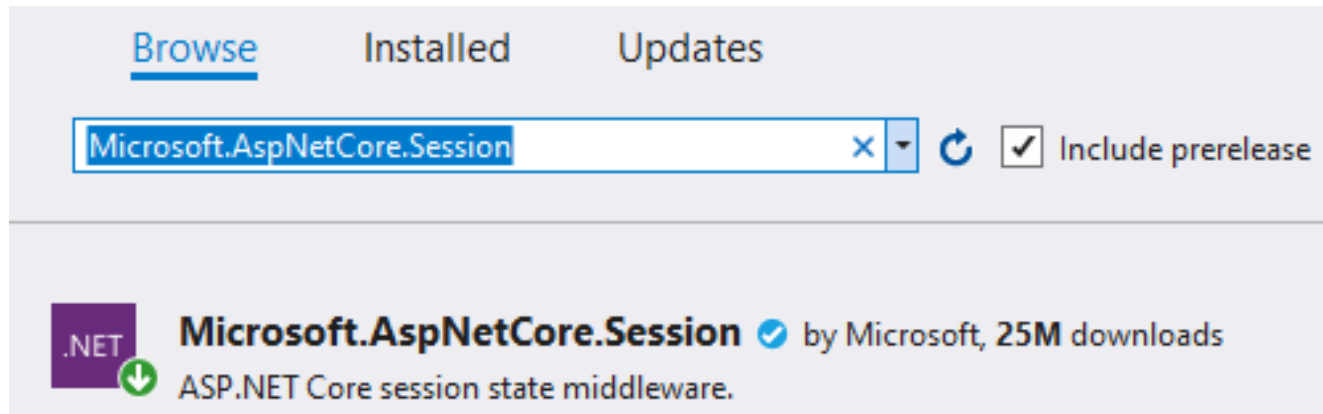 Browse Installed Updates
Microsoft.AspNetCore.Session Include prerelease
.NET Microsoft.AspNetCore.Session by Microsoft, 25M downloads
ASP.NET Core session state middleware.